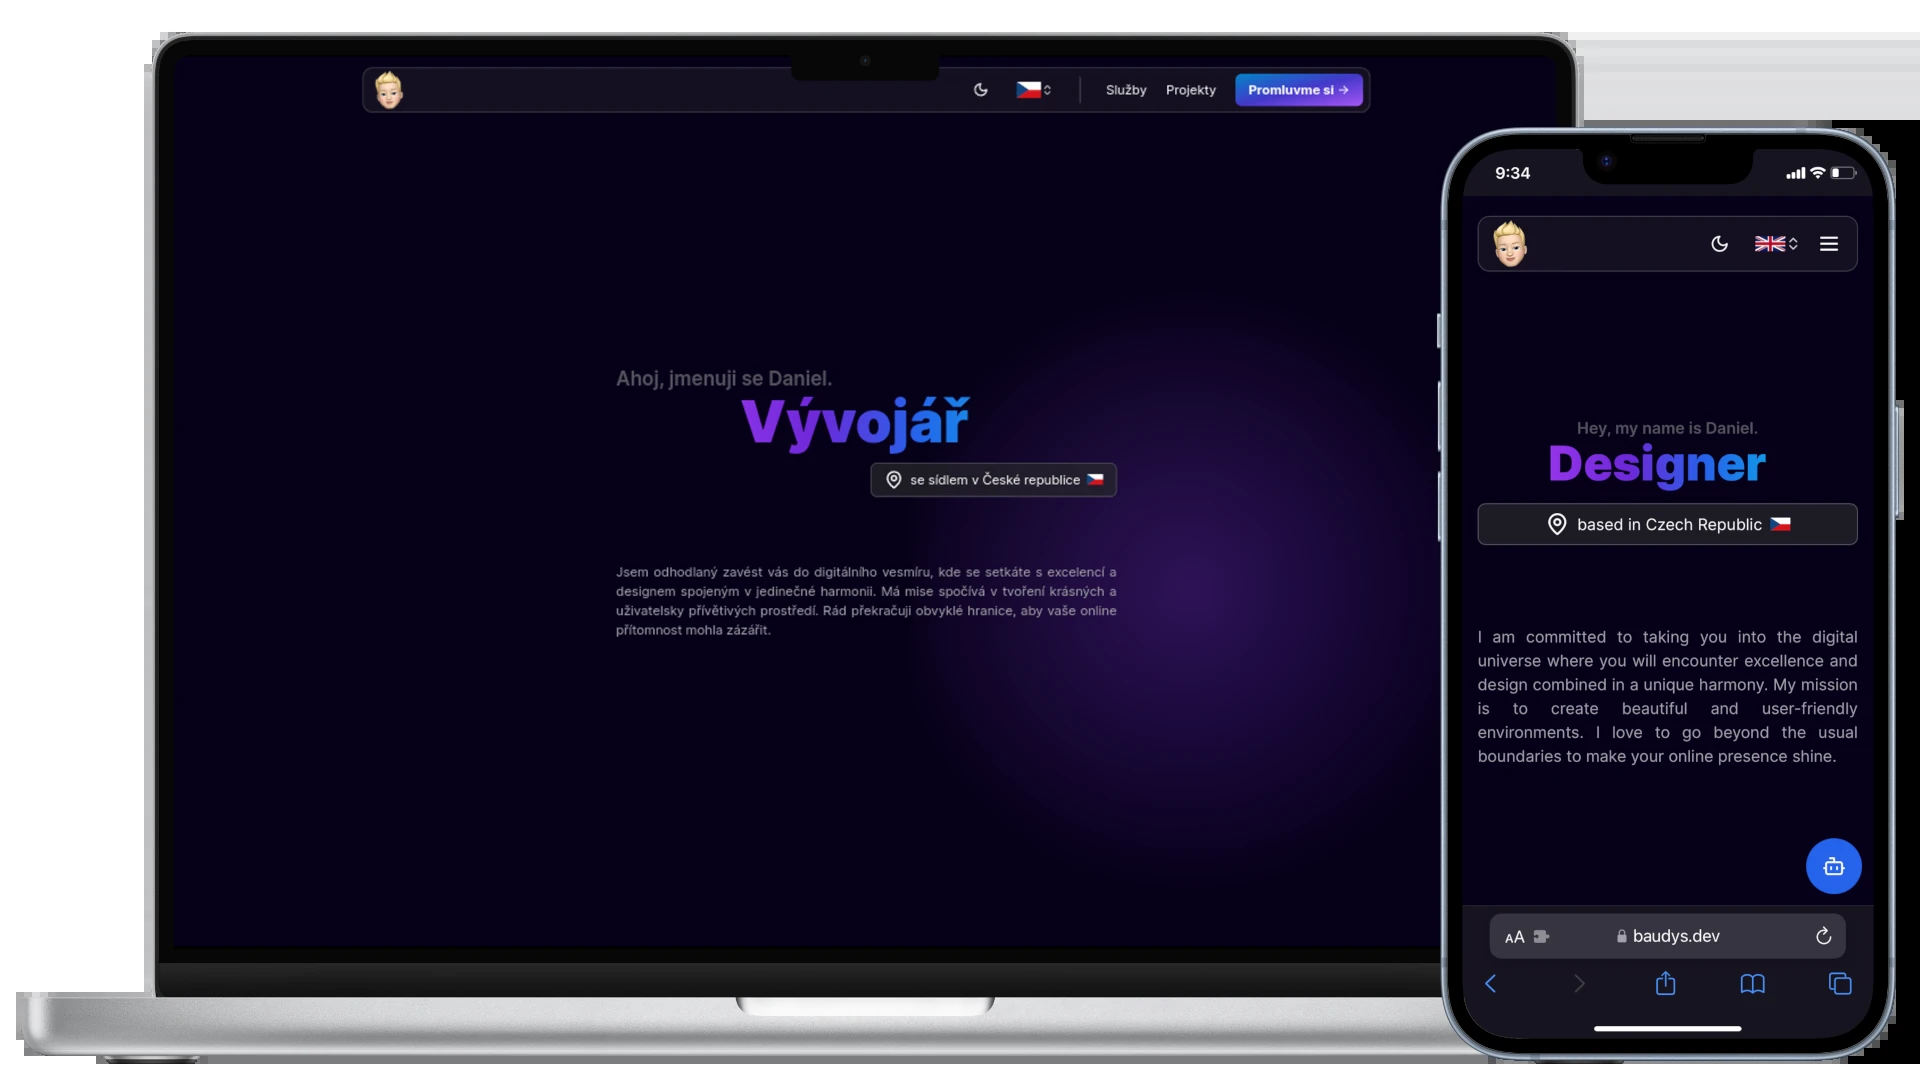 Služby
Projekty
Promluvme si →
Ahoj, jmenuji se Daniel.
Vývojář
se sídlem v České republice
Jsem odhodlaný zavést vás do digitálního vesmíru, kde se setkáte s excelencí a
designem spojeným v jedinečné harmonii. Má mise spočívá v tvoření krásných a
uživatelsky přívětivých prostředí. Rád překračuji obvyklé hranice, aby vaše online
přítomnost mohla zázářit.
9:34
Hey, my name is Daniel.
Designer
based in Czech Republic
I am committed to taking you into the digital
universe where you will encounter excellence and
design combined in a unique harmony. My mission
is to create beautiful and user-friendly
environments. I love to go beyond the usual
boundaries to make your online presence shine.
AA
baudys.dev